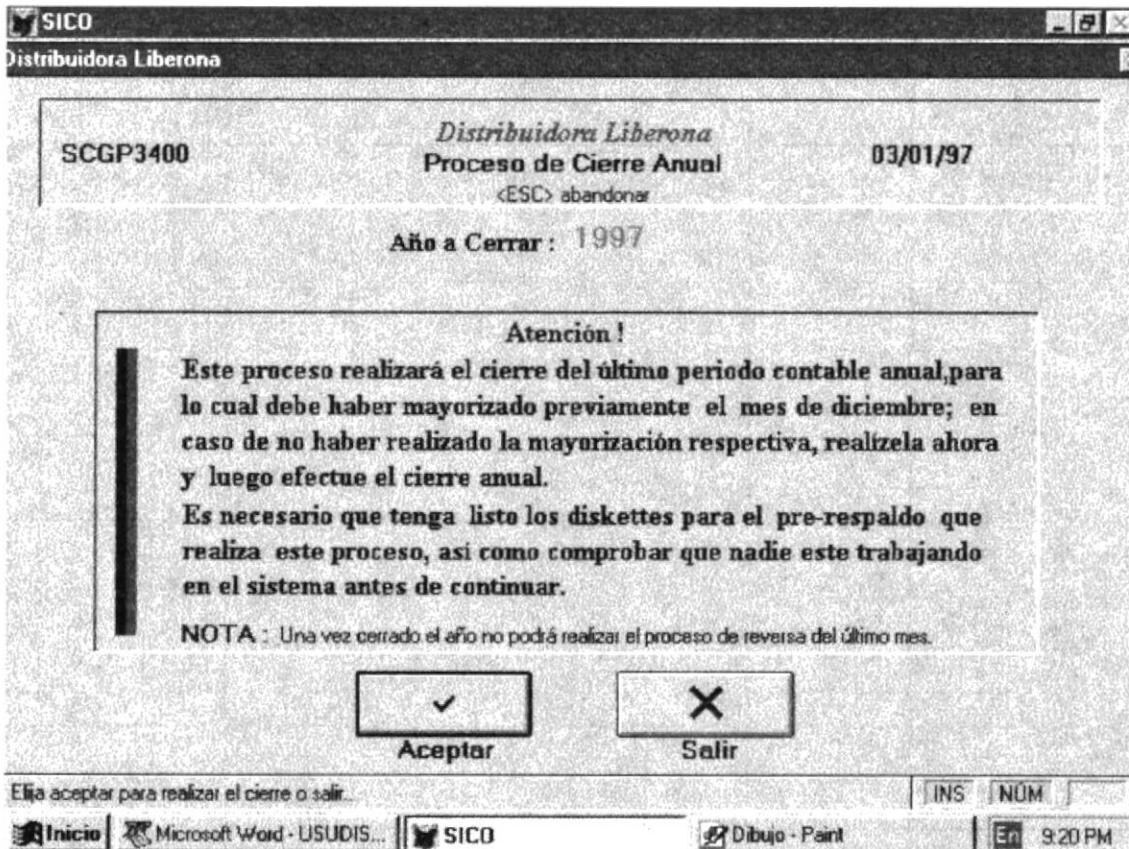 SICO
Distribuidora Liberona
Distribuidora Liberona
SCGP3400
Proceso de Cierre Anual
03/01/97
<ESC> abandonar
Año a Cerrar : 1997
Atención !
Este proceso realizará el cierre del último periodo contable anual,para
lo cual debe haber mayorizado previamente el mes de diciembre; en
caso de no haber realizado la mayorización respectiva, realízela ahora
y luego efectue el cierre anual.
Es necesario que tenga listo los diskettes para el pre-respaldo que
realiza este proceso, así como comprobar que nadie este trabajando
en el sistema antes de continuar.
NOTA : Una vez cerrado el año no podrá realizar el proceso de reversa del último mes.
Aceptar Salir
Elija aceptar para realizar el cierre o salir...
INS NÚM
Inicio Microsoft Word - USUDIS... SICO Dibujo - Paint En 9:20 PM